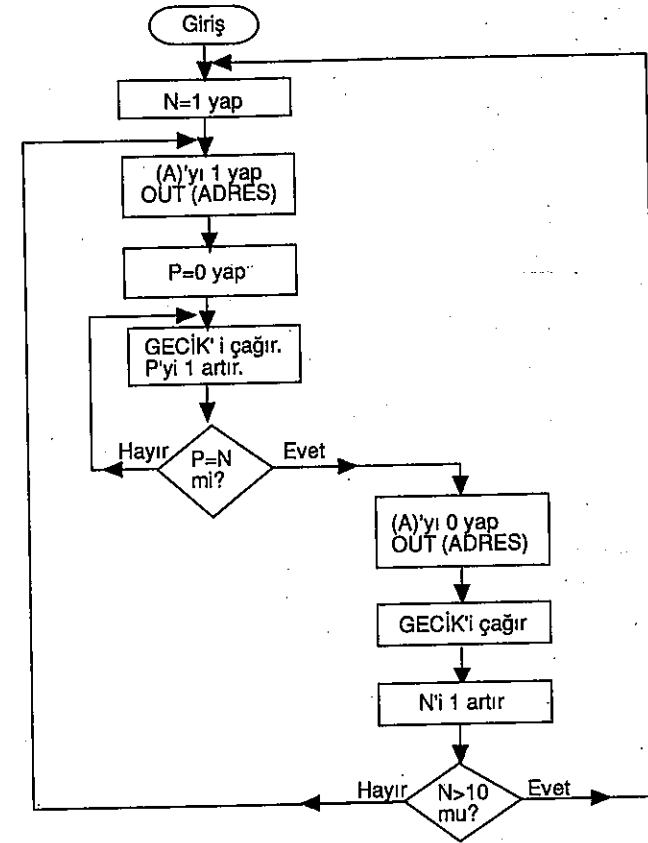 Giriş
N=1 yap
(A)'yı 1 yap
OUT (ADRES)
P=0 yap
GECİK' i çağır.
P'yi 1 artır.
Hayır
P=N
mi?
Evet
(A)'yı 0 yap
OUT (ADRES)
GECİK'i çağır
N'i 1 artır
Hayır
N>10
mu?
Evet